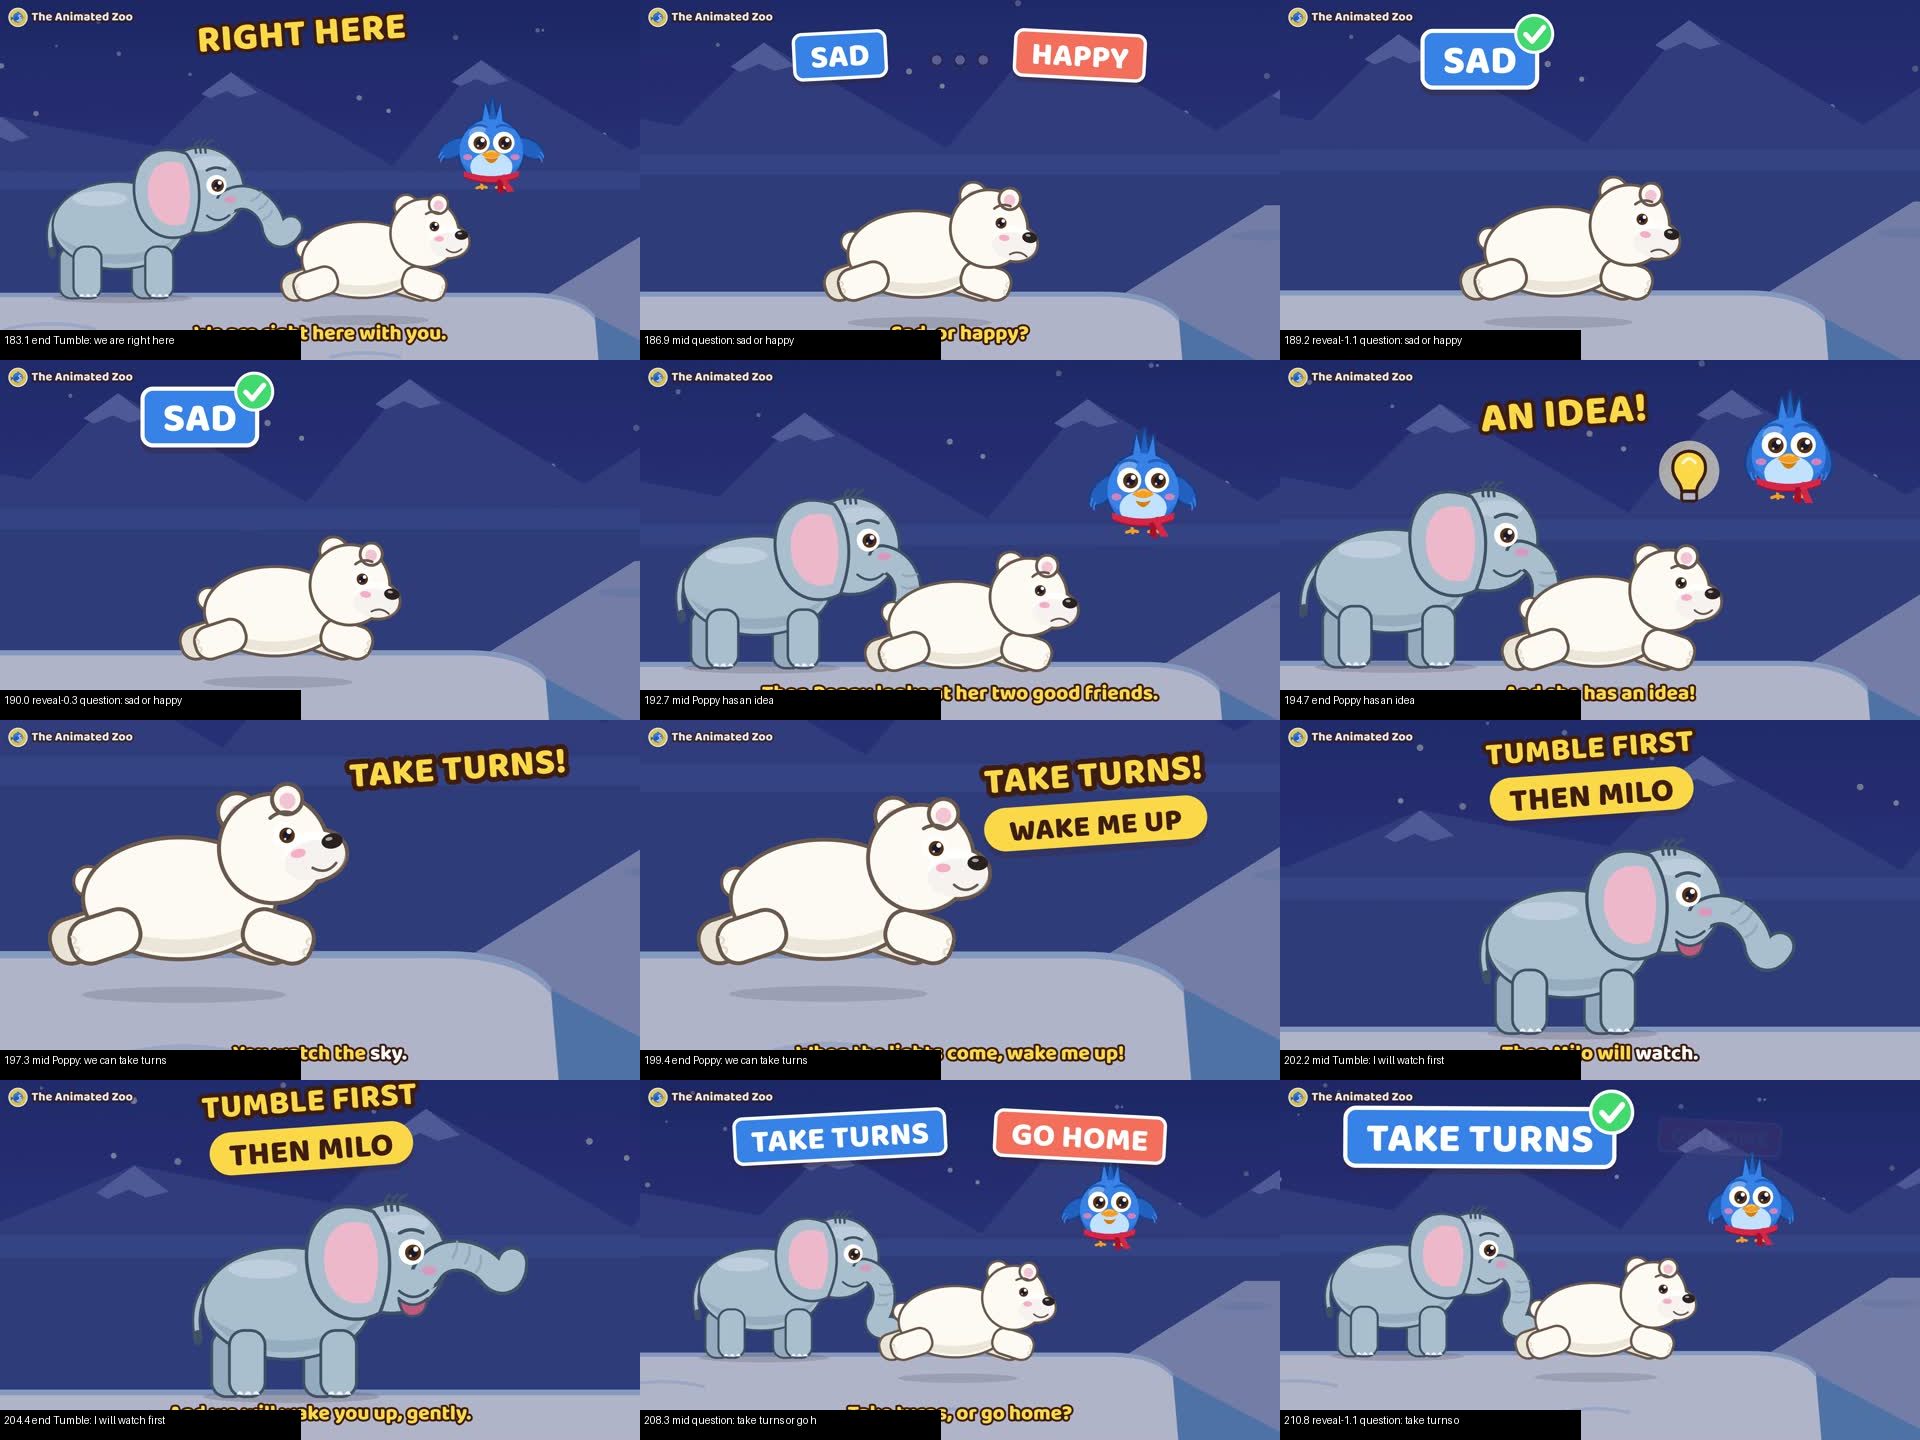 The Animated Zoo
RIGHT HERE
right here with you.
183.1 end Tumble: we are right here
The Animated Zoo
SAD
HAPPY
or happy?
186.9 mid question: sad or happy
The Animated Zoo
SAD
189.2 reveal-1.1 question: sad or happy
The Animated Zoo
SAD
190.0 reveal-0.3 question: sad or happy
The Animated Zoo
at her two good friends.
192.7 mid Poppy has an idea
The Animated Zoo
AN IDEA!
has an idea!
194.7 end Poppy has an idea
The Animated Zoo
TAKE TURNS!
watch the sky.
197.3 mid Poppy: we can take turns
The Animated Zoo
TAKE TURNS!
WAKE ME UP
come, wake me up!
199.4 end Poppy: we can take turns
The Animated Zoo
TUMBLE FIRST
THEN MILO
Milo will watch.
202.2 mid Tumble: I will watch first
The Animated Zoo
TUMBLE FIRST
THEN MILO
wake you up, gently.
204.4 end Tumble: I will watch first
The Animated Zoo
TAKE TURNS
GO HOME
turns, or go home?
208.3 mid question: take turns or go h
The Animated Zoo
TAKE TURNS
210.8 reveal-1.1 question: take turns o